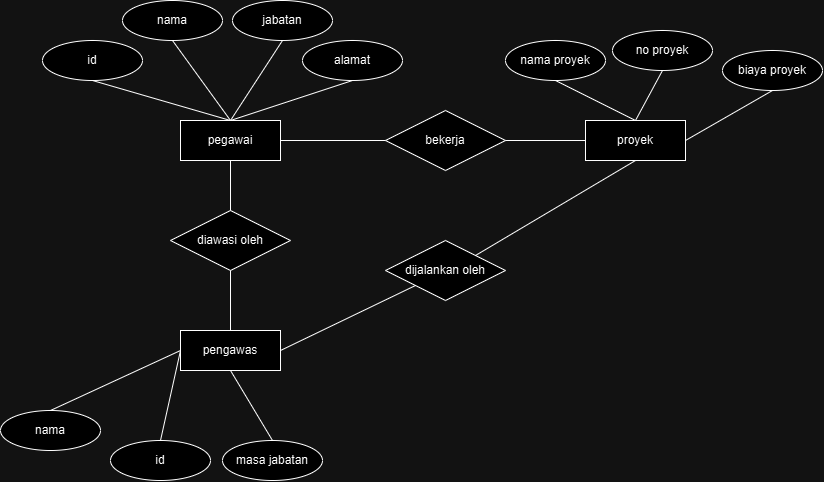 nama
jabatan
id
alamat
nama proyek
no proyek
biaya proyek
pegawai
bekerja
proyek
diawasi oleh
dijalankan oleh
pengawas
nama
id
masa jabatan